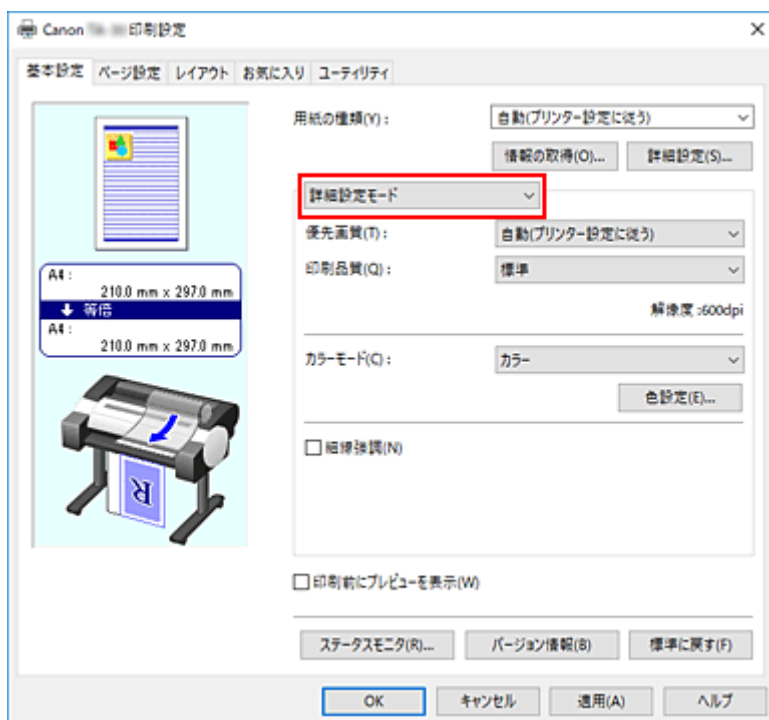 Canon 印刷設定
基本設定 ページ設定 レイアウト お気に入り ユーティリティ
用紙の種類(Y)： 自動(プリンター設定に従う)
情報の取得(O)... 詳細設定(S)...
詳細設定モード
優先画質(T)： 自動(プリンター設定に従う)
印刷品質(Q)： 標準
解像度 :600dpi
カラーモード(C)： カラー
色設定(E)...
細線強調(N)
印刷前にプレビューを表示(W)
ステータスモニタ(R)... バージョン情報(B) 標準に戻す(F)
OK キャンセル 適用(A) ヘルプ
A4 :
210.0 mm x 297.0 mm
等倍
A4 :
210.0 mm x 297.0 mm
R